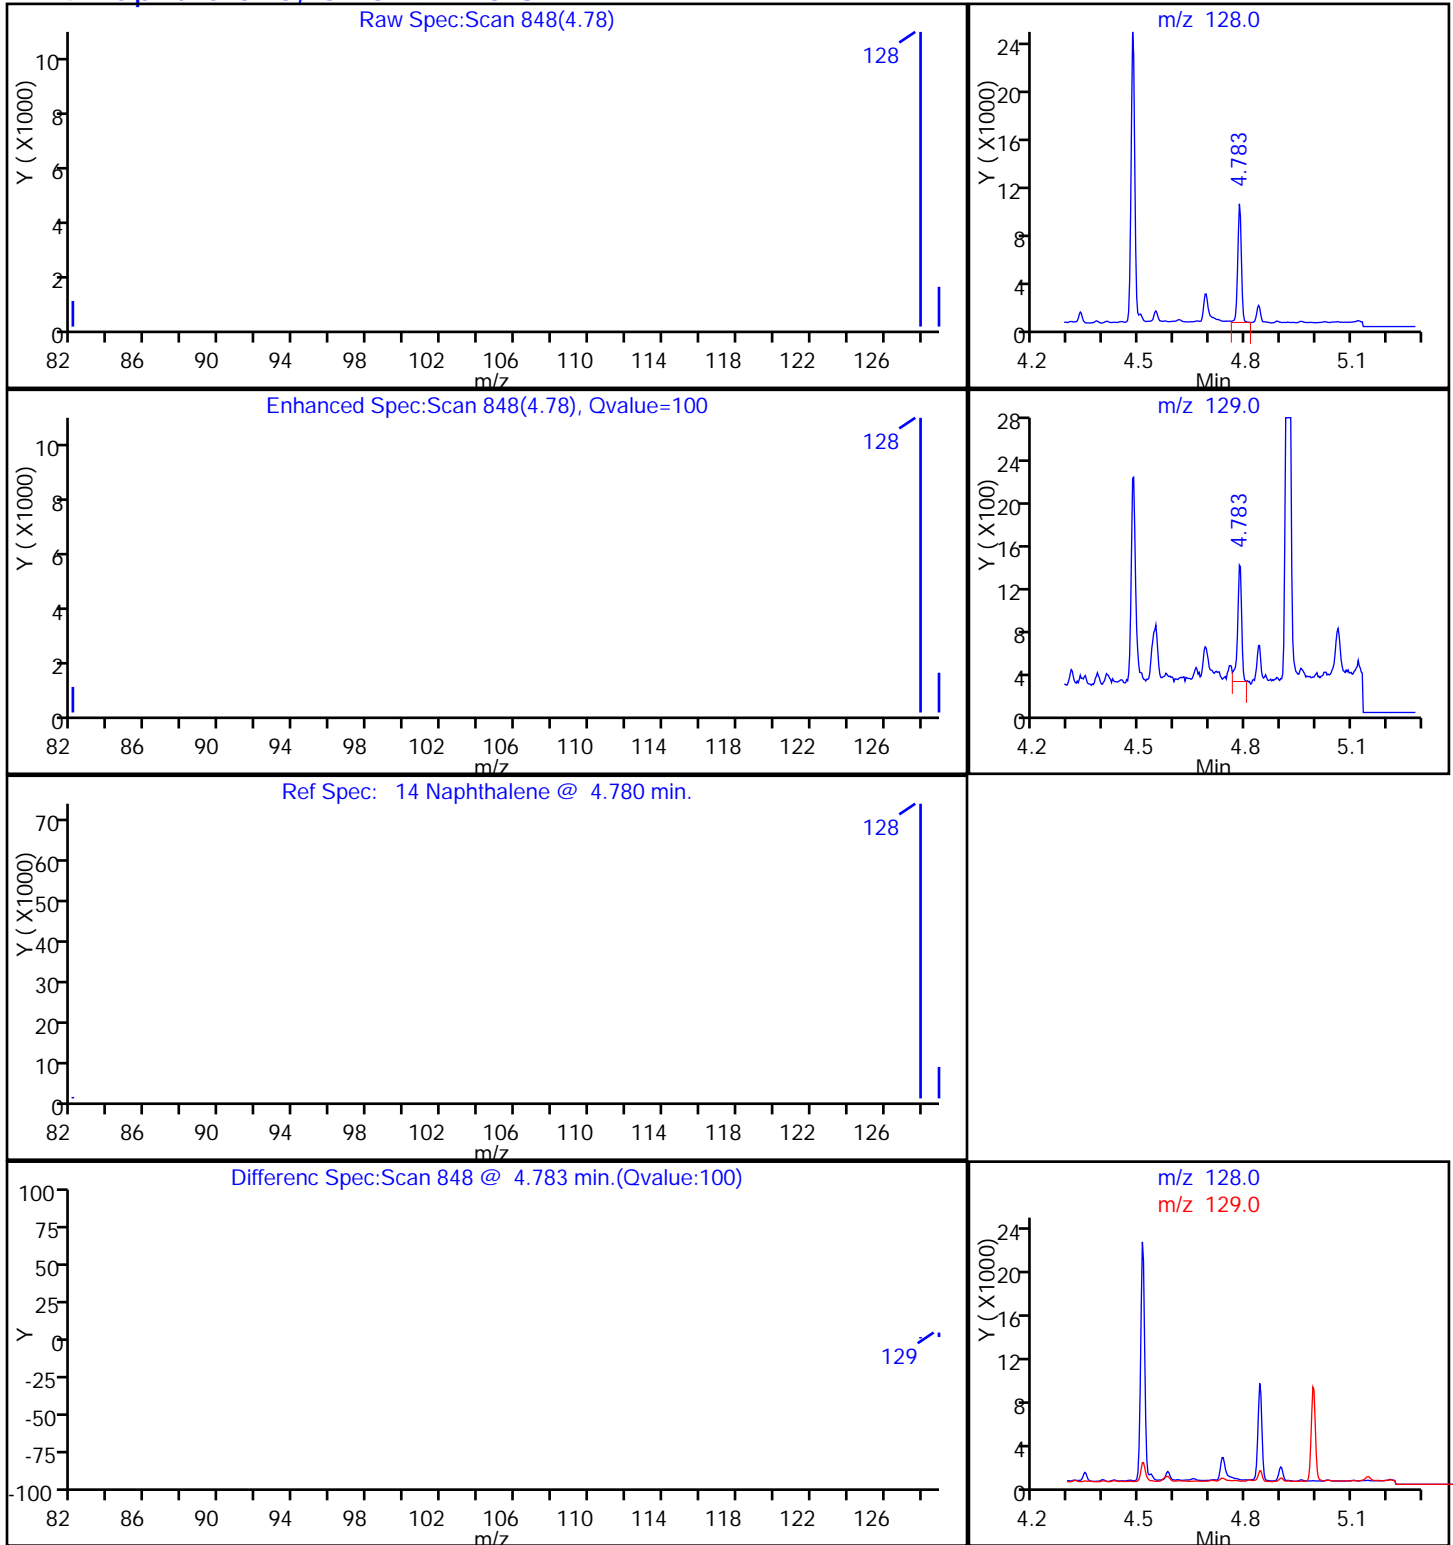 Raw Spec:Scan 848(4.78)
128
Y ( X1000)
10
8
6
4
2
0
82 86 90 94 98 102 106 110 114 118 122 126
m/z
m/z 128.0
4.783
Y ( X1000)
24
20
16
12
8
4
0
4.2 4.5 4.8 5.1
Min
Enhanced Spec:Scan 848(4.78), Qvalue=100
128
Y ( X1000)
10
8
6
4
2
0
82 86 90 94 98 102 106 110 114 118 122 126
m/z
m/z 129.0
4.783
Y ( X100)
28
24
20
16
12
8
4
0
4.2 4.5 4.8 5.1
Min
Ref Spec: 14 Naphthalene @ 4.780 min.
128
Y ( X1000)
70
60
50
40
30
20
10
0
82 86 90 94 98 102 106 110 114 118 122 126
m/z
Differenc Spec:Scan 848 @ 4.783 min.(Qvalue:100)
129
Y
100
75
50
25
0
-25
-50
-75
-100
82 86 90 94 98 102 106 110 114 118 122 126
m/z
m/z 128.0
m/z 129.0
Y ( X1000)
24
20
16
12
8
4
0
4.2 4.5 4.8 5.1
Min